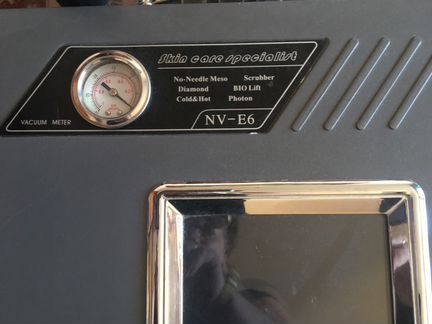 Skin care specialist
No-Needle Meso Scrubber
Diamond BIO Lift
Cold&Hot Photon
VACUUM METER
NV-E6